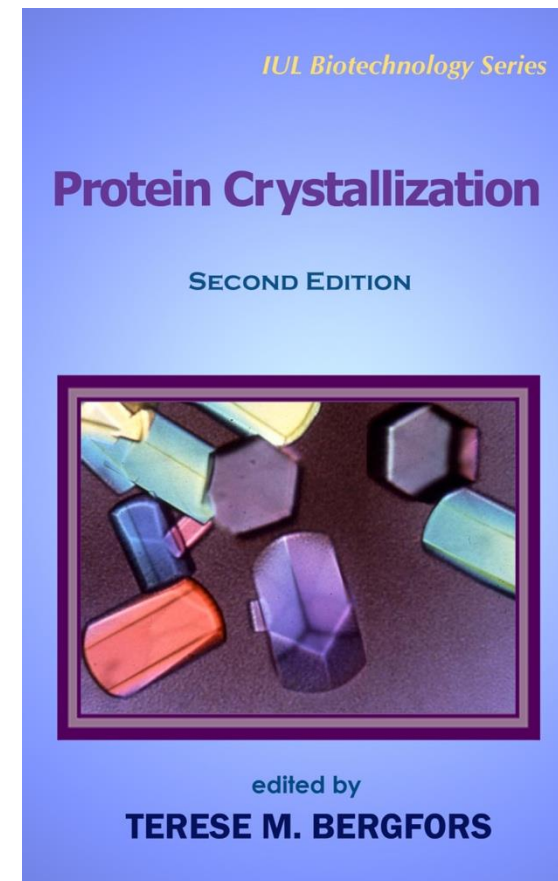 IUL Biotechnology Series
Protein Crystallization
SECOND EDITION
edited by
TERESE M. BERGFORS